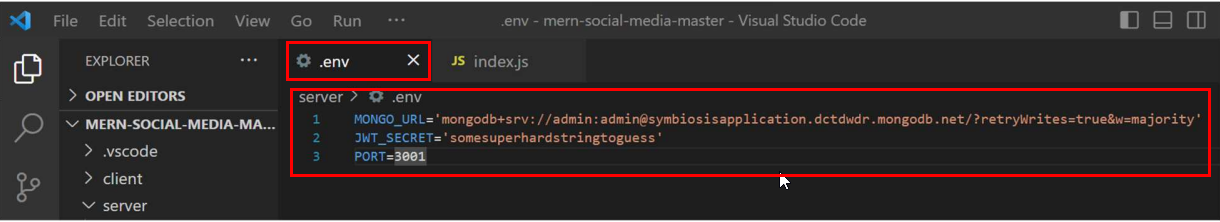 File Edit Selection View Go Run ··· .env - mern-social-media-master - Visual Studio Code
EXPLORER ···
.env × JS index.js
> OPEN EDITORS
MERN-SOCIAL-MEDIA-MA...
> .vscode
> client
server
server > .env
1 MONGO_URL='mongodb+srv://admin:admin@symbiosisapplication.dctdwdr.mongodb.net/?retryWrites=true&w=majority'
2 JWT_SECRET='somesuperhardstringtoguess'
3 PORT=3001